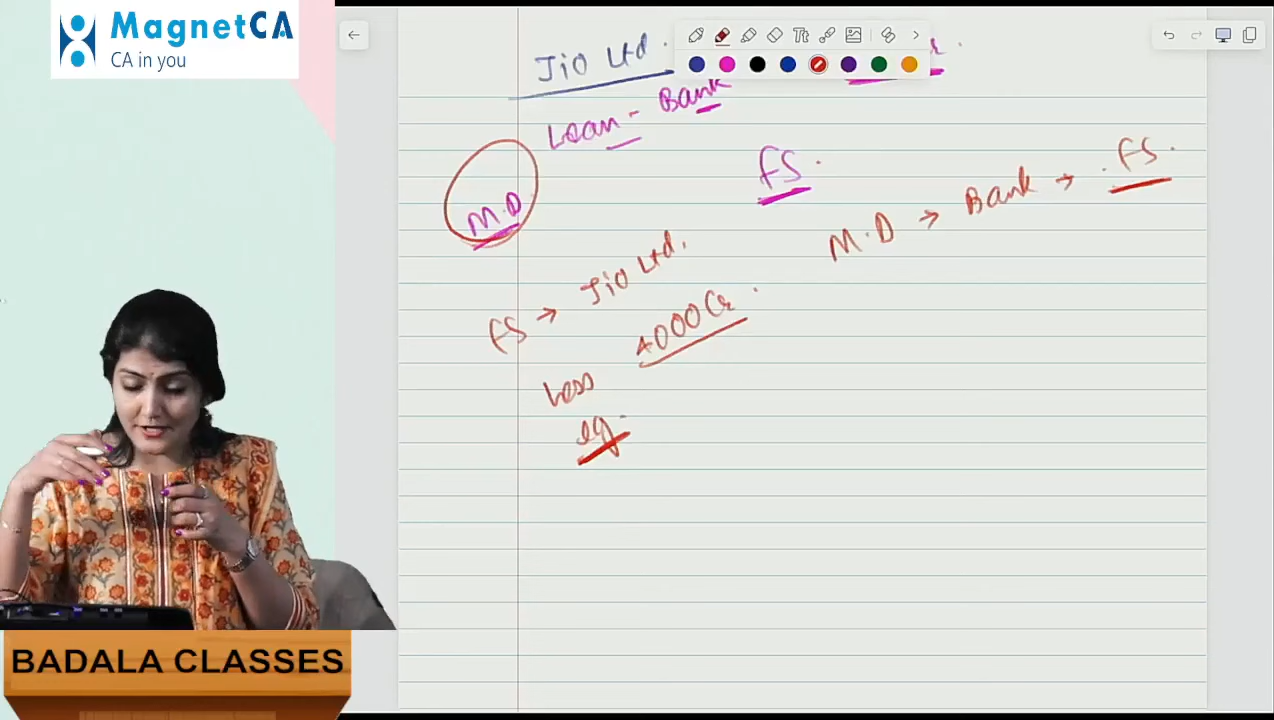 MagnetCA
CA in you
Jio Ltd.
Loan - Bank
M.D
FS.
M.D → Bank → FS.
FS → Jio Ltd.
4000 Cr.
Less
eg.
BADALA CLASSES